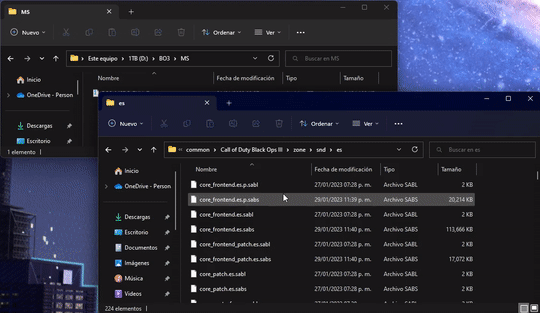 MS
Nuevo
Ordenar
Ver
Este equipo > 1TB (D:) > BO3 > MS
Buscar en MS
Inicio
OneDrive - Person
Descargas
Escritorio
Nombre
Fecha de modificación
Tipo
Tamaño
1 elemento
es
Nuevo
Ordenar
Ver
common > Call of Duty Black Ops III > zone > snd > es
Buscar en es
Inicio
OneDrive - Person
Descargas
Escritorio
Documentos
Imágenes
Música
Videos
Nombre Fecha de modificación Tipo Tamaño
core_frontend.es.p.sabl 27/01/2023 07:28 p. m. Archivo SABL 2 KB
core_frontend.es.p.sabs 29/01/2023 11:39 p. m. Archivo SABS 20,214 KB
core_frontend.es.sabl 27/01/2023 07:28 p. m. Archivo SABL 2 KB
core_frontend.es.sabs 29/01/2023 11:40 p. m. Archivo SABS 113,666 KB
core_frontend_patch.es.sabl 27/01/2023 07:28 p. m. Archivo SABL 2 KB
core_frontend_patch.es.sabs 29/01/2023 11:40 p. m. Archivo SABS 17,072 KB
core_patch.es.sabl 27/01/2023 07:28 p. m. Archivo SABL 2 KB
core_patch.es.sabs 27/01/2023 07:28 p. m. Archivo SABS 2 KB
224 elementos